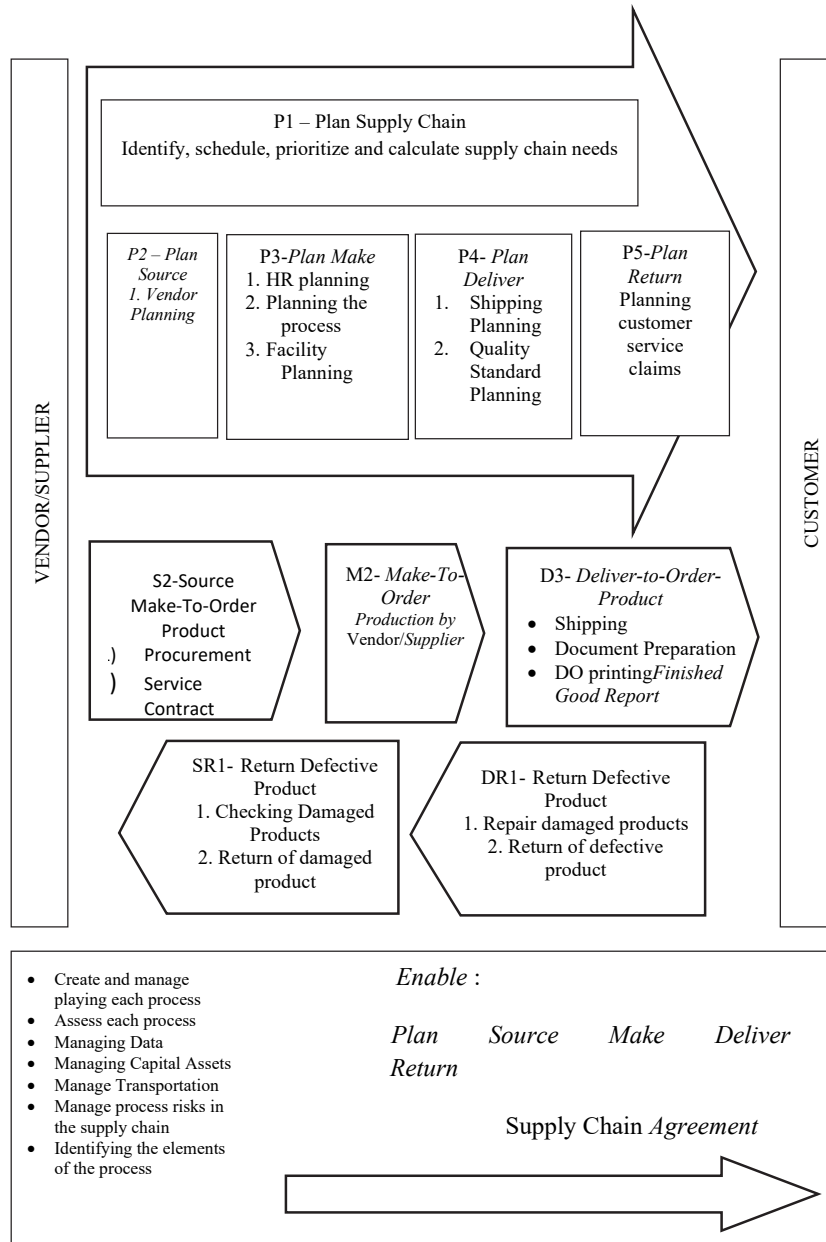 P1 – Plan Supply Chain
Identify, schedule, prioritize and calculate supply chain needs
VENDOR/SUPPLIER
CUSTOMER
P2 – Plan
Source
1. Vendor
Planning
P3-Plan Make
1. HR planning
2. Planning the
process
3. Facility
Planning
P4- Plan
Deliver
1. Shipping
Planning
2. Quality
Standard
Planning
P5-Plan
Return
Planning
customer
service
claims
S2-Source
Make-To-Order
Product
.) Procurement
) Service
Contract
M2- Make-To-
Order
Production by
Vendor/Supplier
D3- Deliver-to-Order-
Product
• Shipping
• Document Preparation
• DO printingFinished
Good Report
SR1- Return Defective
Product
1. Checking Damaged
Products
2. Return of damaged
product
DR1- Return Defective
Product
1. Repair damaged products
2. Return of defective
product
• Create and manage
playing each process
• Assess each process
• Managing Data
• Managing Capital Assets
• Manage Transportation
• Manage process risks in
the supply chain
• Identifying the elements
of the process
Enable :
Plan Source Make Deliver
Return
Supply Chain Agreement